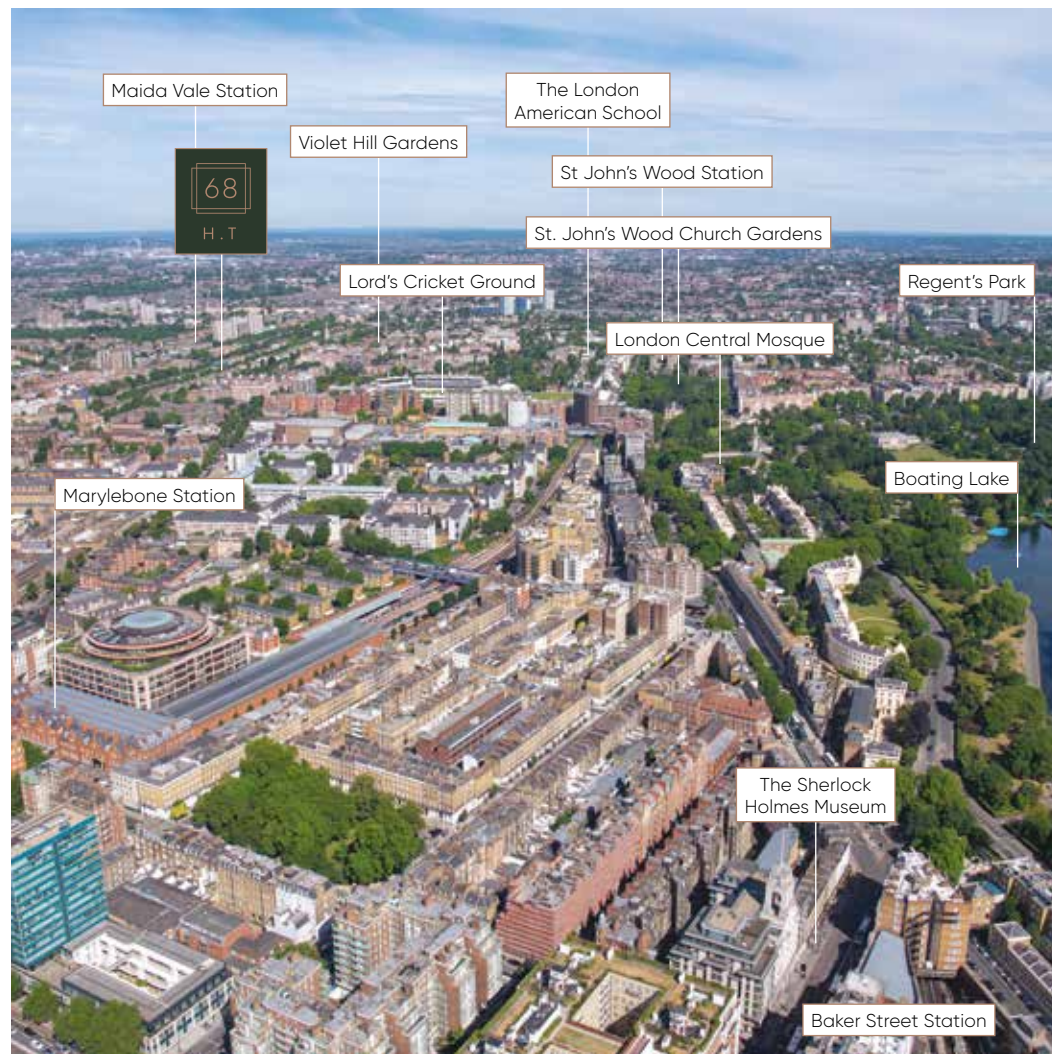 Maida Vale Station
The London
American School
Violet Hill Gardens
68
H.T
St John's Wood Station
St. John's Wood Church Gardens
Lord's Cricket Ground
Regent's Park
London Central Mosque
Boating Lake
Marylebone Station
The Sherlock
Holmes Museum
Baker Street Station